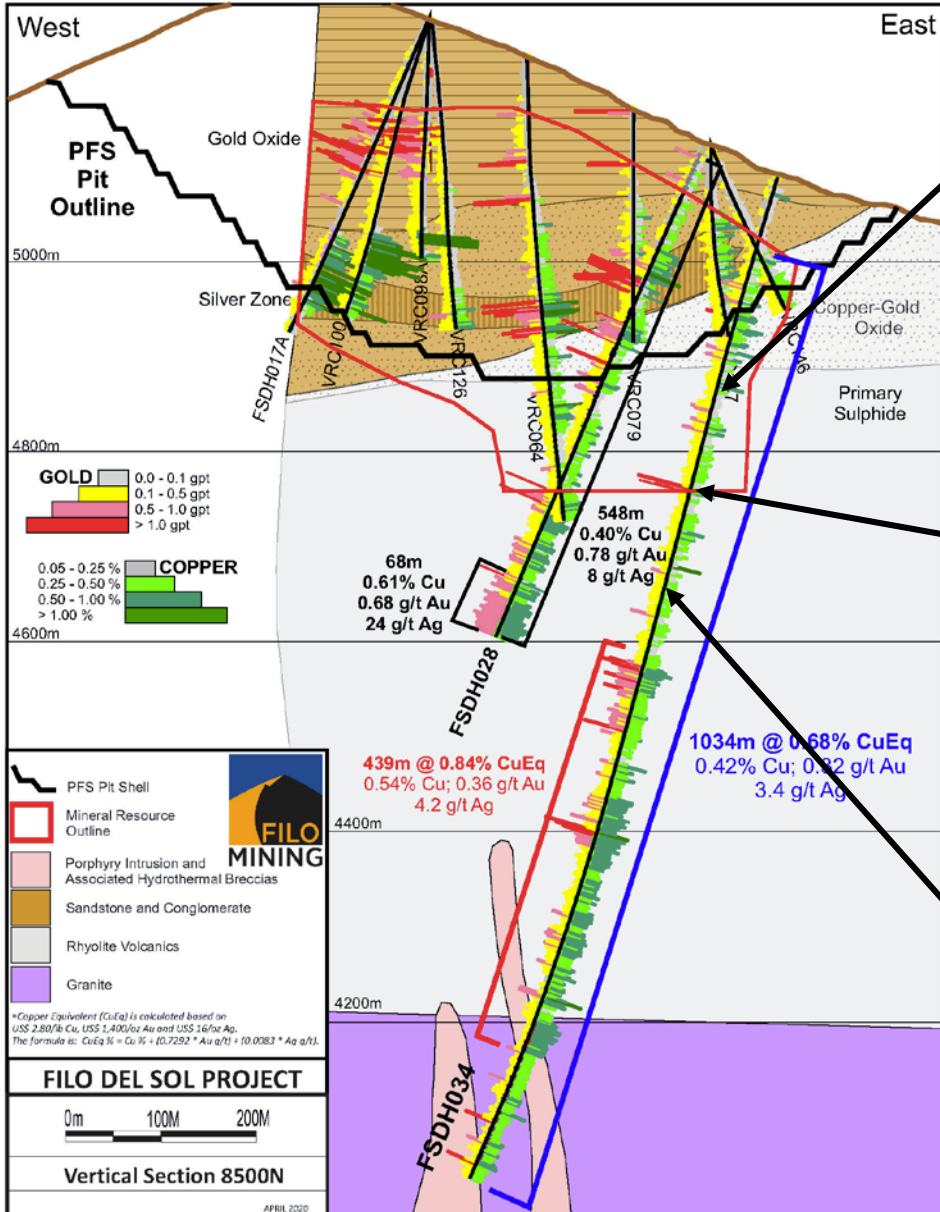 West
East
Gold Oxide
PFS
Pit
Outline
5000m
Silver Zone
Copper-Gold
Oxide
FSDH017A
VRC100
VRC098A
VRC126
VRC064
VRC079
Primary
Sulphide
4800m
GOLD
0.0 - 0.1 gpt
0.1 - 0.5 gpt
0.5 - 1.0 gpt
> 1.0 gpt
COPPER
0.05 - 0.25 %
0.25 - 0.50 %
0.50 - 1.00 %
> 1.00 %
68m
0.61% Cu
0.68 g/t Au
24 g/t Ag
548m
0.40% Cu
0.78 g/t Au
8 g/t Ag
4600m
FSDH028
439m @ 0.84% CuEq
0.54% Cu; 0.36 g/t Au
4.2 g/t Ag
1034m @ 0.68% CuEq
0.42% Cu; 0.32 g/t Au
3.4 g/t Ag
4400m
4200m
FSDH034
PFS Pit Shell
Mineral Resource
Outline
FILO
MINING
Porphyry Intrusion and
Associated Hydrothermal Breccias
Sandstone and Conglomerate
Rhyolite Volcanics
Granite
*Copper Equivalent (CuEq) is calculated based on
US$ 2.80/lb Cu, US$ 1,400/oz Au and US$ 16/oz Ag.
The formula is: CuEq % = Cu % + (0.7292 * Au g/t) + (0.0083 * Ag g/t).
FILO DEL SOL PROJECT
0m 100M 200M
Vertical Section 8500N
APRIL 2020